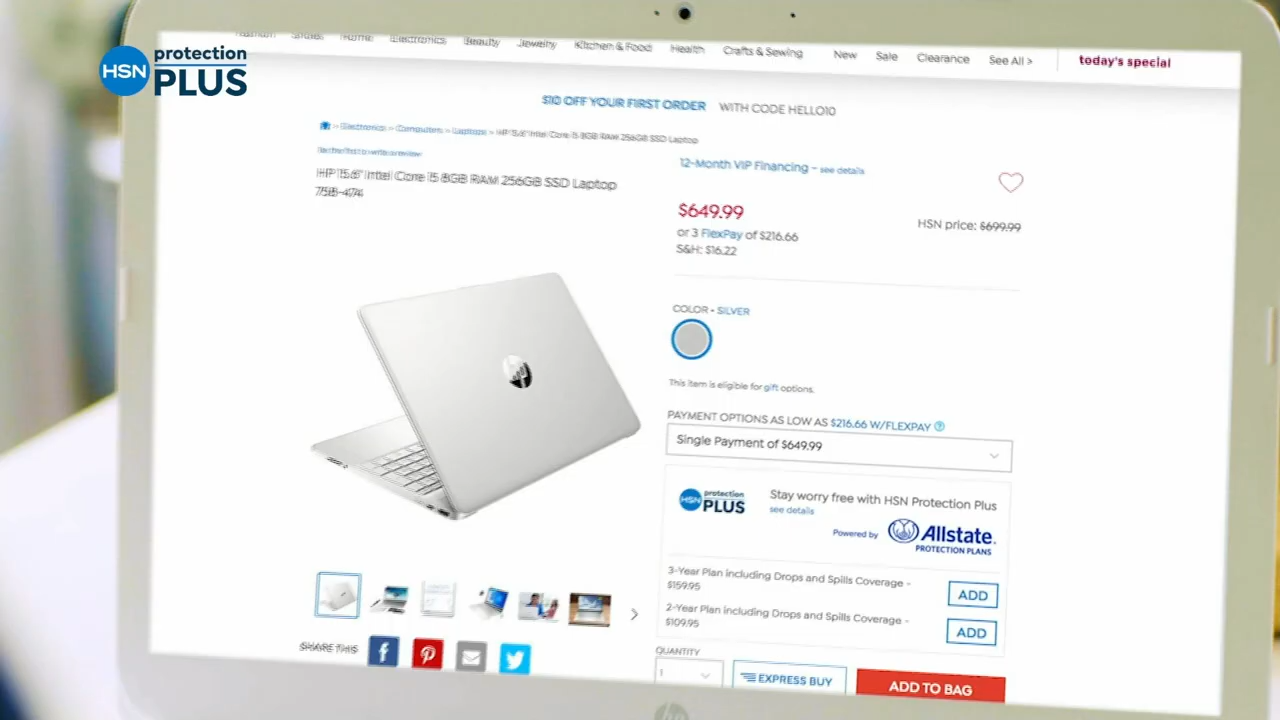 HSN protection PLUS
Fashion Shoes Home Electronics Beauty Jewelry Kitchen & Food Health Crafts & Sewing New Sale Clearance See All > today's special
$10 OFF YOUR FIRST ORDER WITH CODE HELLO10
> Electronics > Computers > Laptops > HP 15.6" Intel Core i5 8GB RAM 256GB SSD Laptop
Be the first to write a review
HP 15.6" Intel Core i5 8GB RAM 256GB SSD Laptop
758-474
12-Month VIP Financing - see details
$649.99
HSN price: $699.99
or 3 FlexPay of $216.66
S&H: $16.22
COLOR - SILVER
This item is eligible for gift options.
PAYMENT OPTIONS AS LOW AS $216.66 W/FLEXPAY ?
Single Payment of $649.99
HSN protection PLUS
Stay worry free with HSN Protection Plus
see details
Powered by Allstate.
PROTECTION PLANS
3-Year Plan including Drops and Spills Coverage -
$159.95
ADD
2-Year Plan including Drops and Spills Coverage -
$109.95
ADD
SHARE THIS
QUANTITY
1
EXPRESS BUY
ADD TO BAG
hp